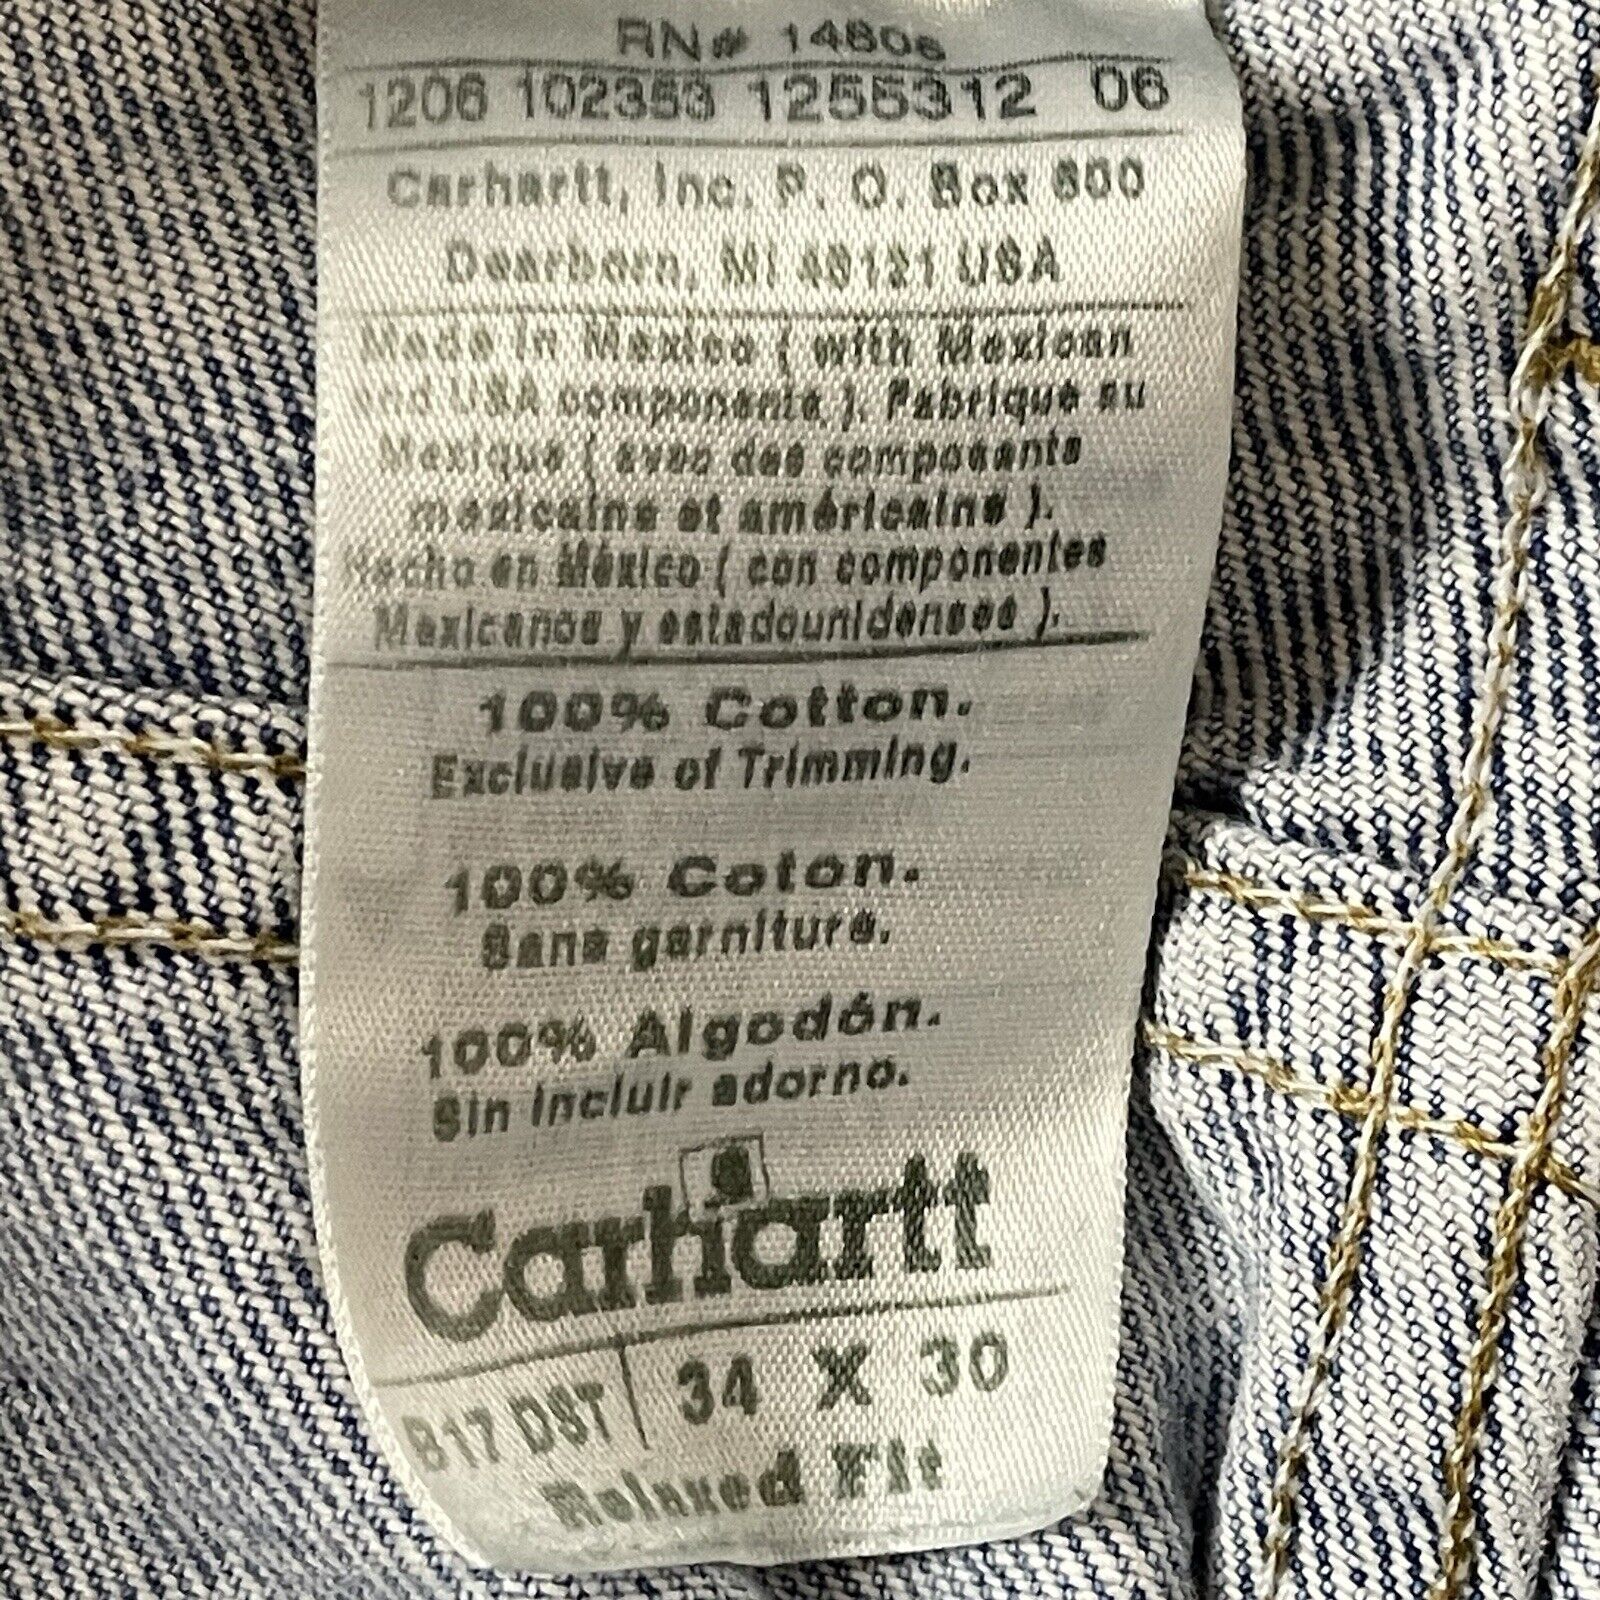 RN# 14806
1206 102353 1255312 06
Carhartt, Inc. P. O. Box 600
Dearborn, MI 48121 USA
Made in Mexico ( with Mexican
and USA components ). Fabriqué au
Mexique ( avec des composants
mexicains et américains ).
Hecho en México ( con componentes
Mexicanos y estadounidenses ).
100% Cotton.
Exclusive of Trimming.
100% Coton.
Sans garniture.
100% Algodón.
Sin incluir adorno.
Carhartt
B17 DST 34 X 30
Relaxed Fit